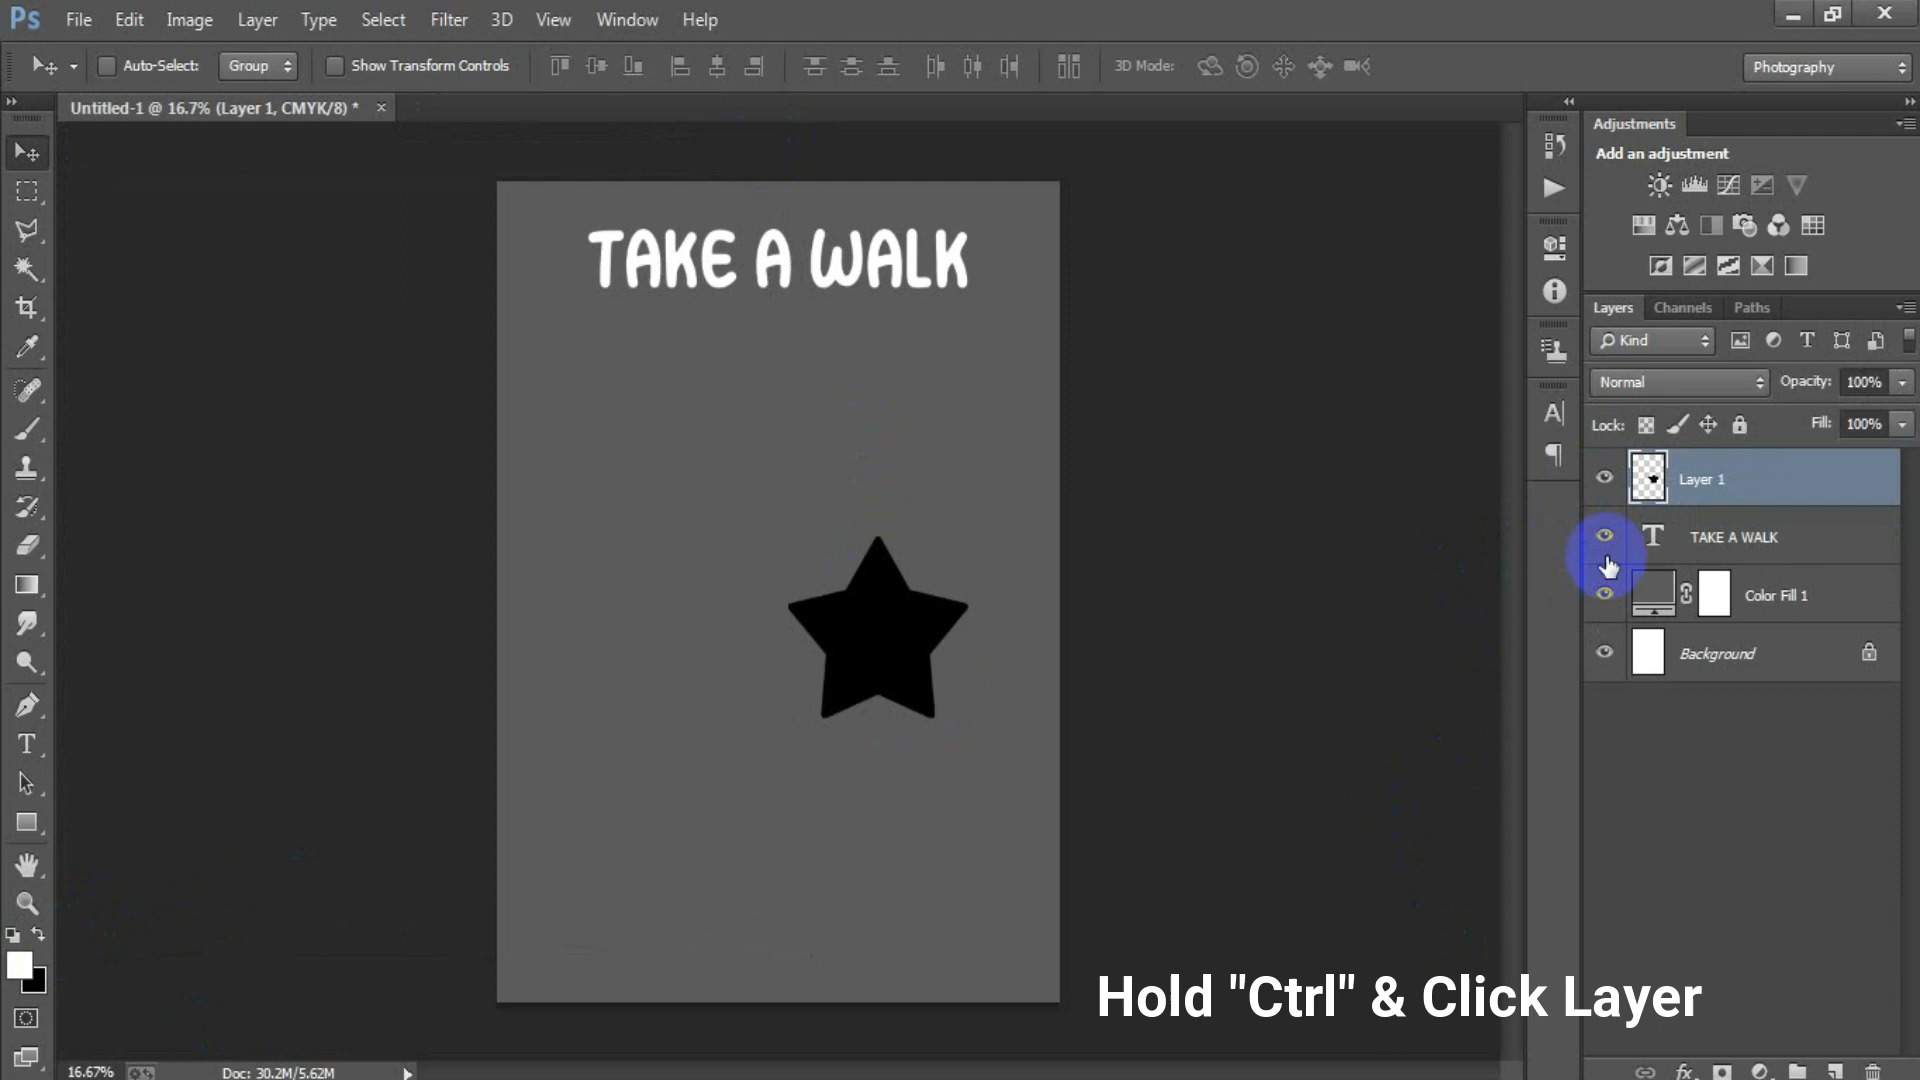 Ps File Edit Image Layer Type Select Filter 3D View Window Help
Auto-Select: Group Show Transform Controls 3D Mode: Photography
Untitled-1 @ 16.7% (Layer 1, CMYK/8) * ×
Adjustments
Add an adjustment
TAKE A WALK
Layers Channels Paths
Kind
Normal Opacity: 100%
Lock: Fill: 100%
Layer 1
TAKE A WALK
Color Fill 1
Background
Hold "Ctrl" & Click Layer
16.67% Doc: 30.2M/5.62M